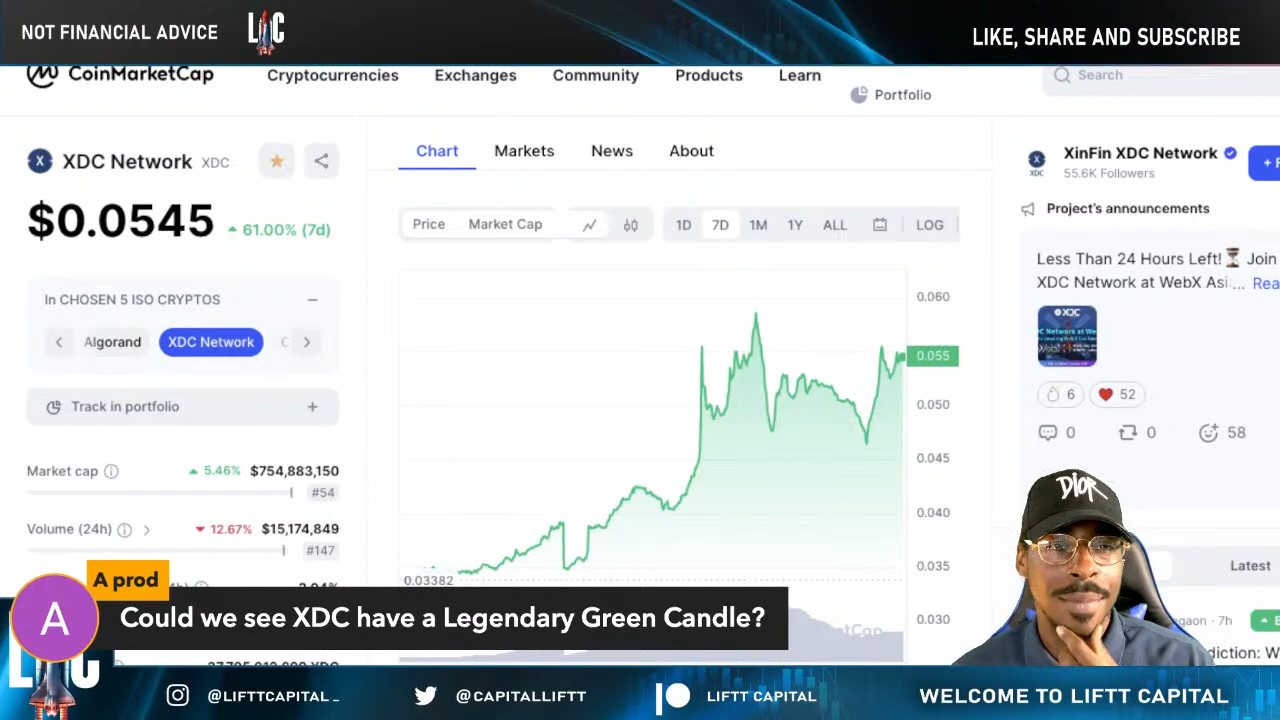 NOT FINANCIAL ADVICE
LIKE, SHARE AND SUBSCRIBE
CoinMarketCap
Cryptocurrencies
Exchanges
Community
Products
Learn
Portfolio
Search
XDC Network XDC
$0.0545
61.00% (7d)
In CHOSEN 5 ISO CRYPTOS
Algorand
XDC Network
Track in portfolio
Market cap
5.46% $754,883,150
#54
Volume (24h)
12.67% $15,174,849
#147
Chart
Markets
News
About
Price
Market Cap
1D
7D
1M
1Y
ALL
LOG
0.060
0.055
0.050
0.045
0.040
0.035
0.030
0.03382
XinFin XDC Network
XDC
55.6K Followers
Project's announcements
Less Than 24 Hours Left!⏳ Join
XDC Network at WebX Asi... Rea
6
52
0
0
58
DIOR
Latest
· 7h
A prod
A
Could we see XDC have a Legendary Green Candle?
@LIFTTCAPITAL_
@CAPITALLIFTT
LIFTT CAPITAL
WELCOME TO LIFTT CAPITAL